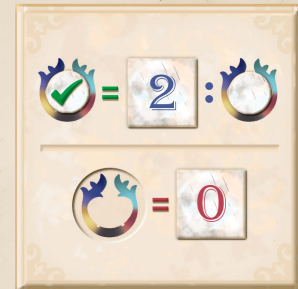 = 2 :
= 0